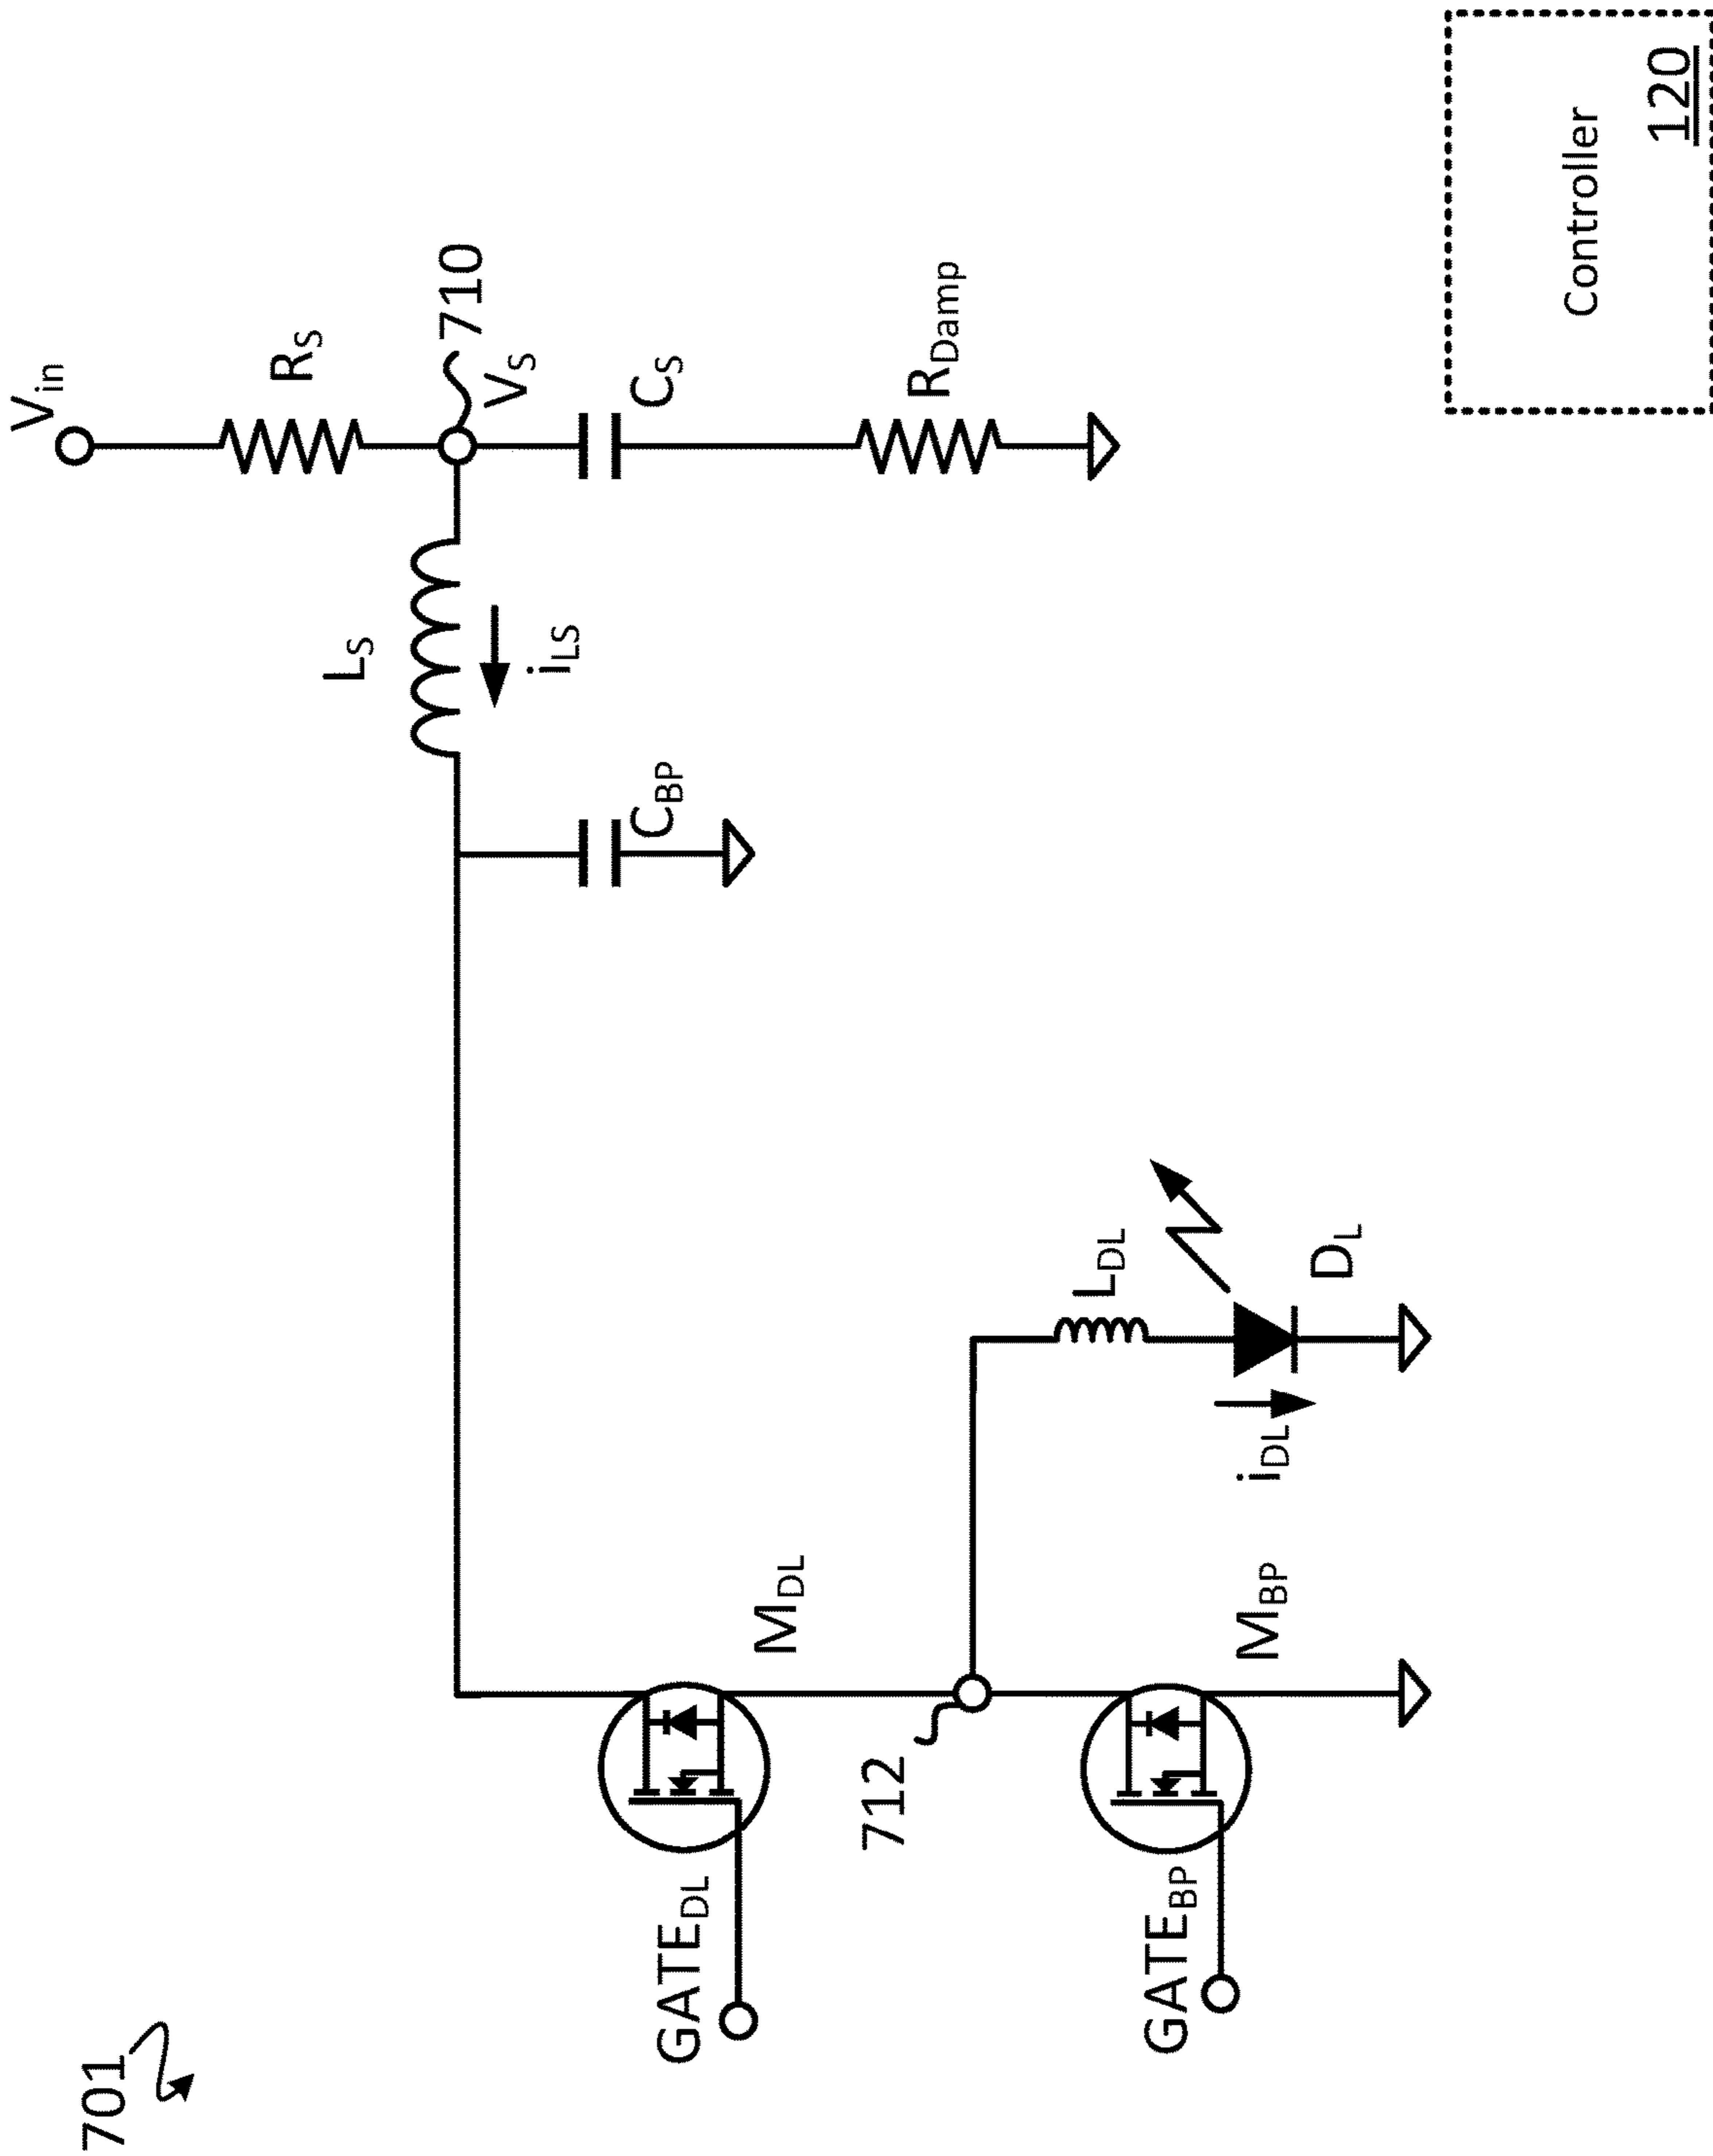 701
V_in
R_S
710
V_S
L_S
i_LS
C_S
C_BP
R_Damp
GATE_DL
M_DL
712
L_DL
D_L
i_DL
GATE_BP
M_BP
Controller
120